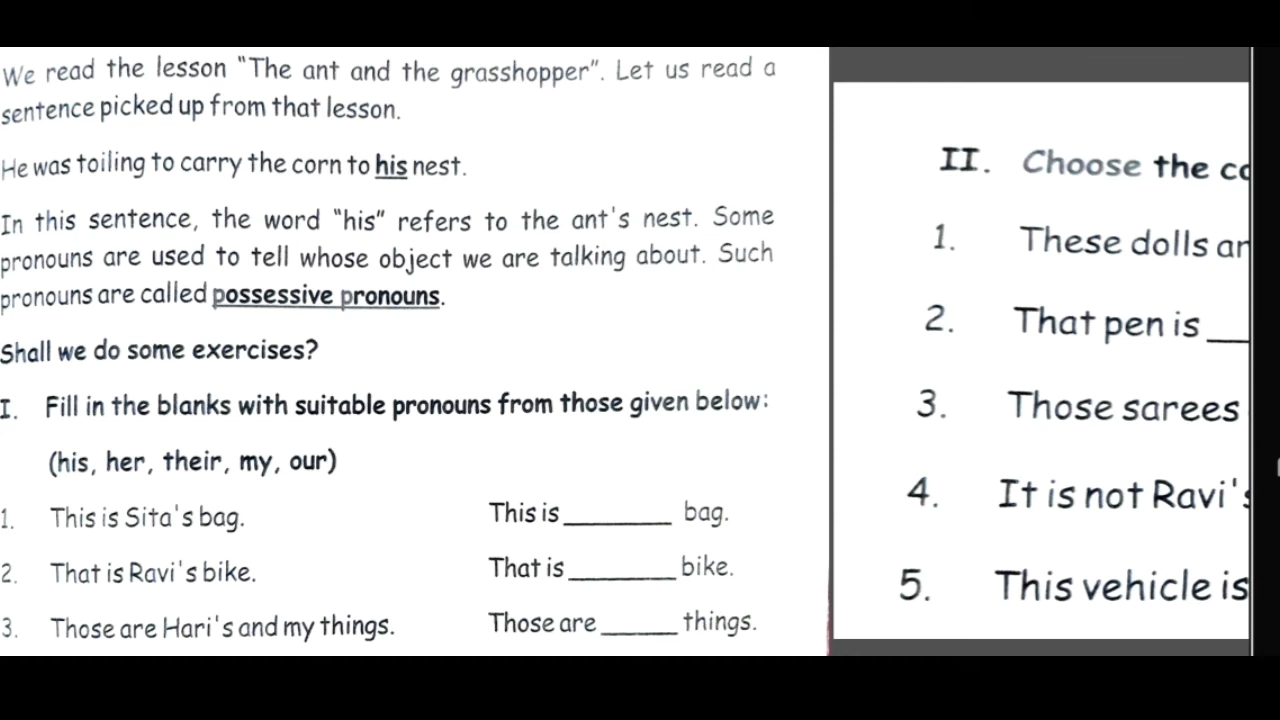 We read the lesson "The ant and the grasshopper". Let us read a
sentence picked up from that lesson.
He was toiling to carry the corn to his nest.
In this sentence, the word "his" refers to the ant's nest. Some
pronouns are used to tell whose object we are talking about. Such
pronouns are called possessive pronouns.
Shall we do some exercises?
I. Fill in the blanks with suitable pronouns from those given below:
(his, her, their, my, our)
1. This is Sita's bag. This is ________ bag.
2. That is Ravi's bike. That is ________ bike.
3. Those are Hari's and my things. Those are ______ things.
II. Choose the
1. These dolls
2. That pen is ___
3. Those sarees
4. It is not Ravi's
5. This vehicle is